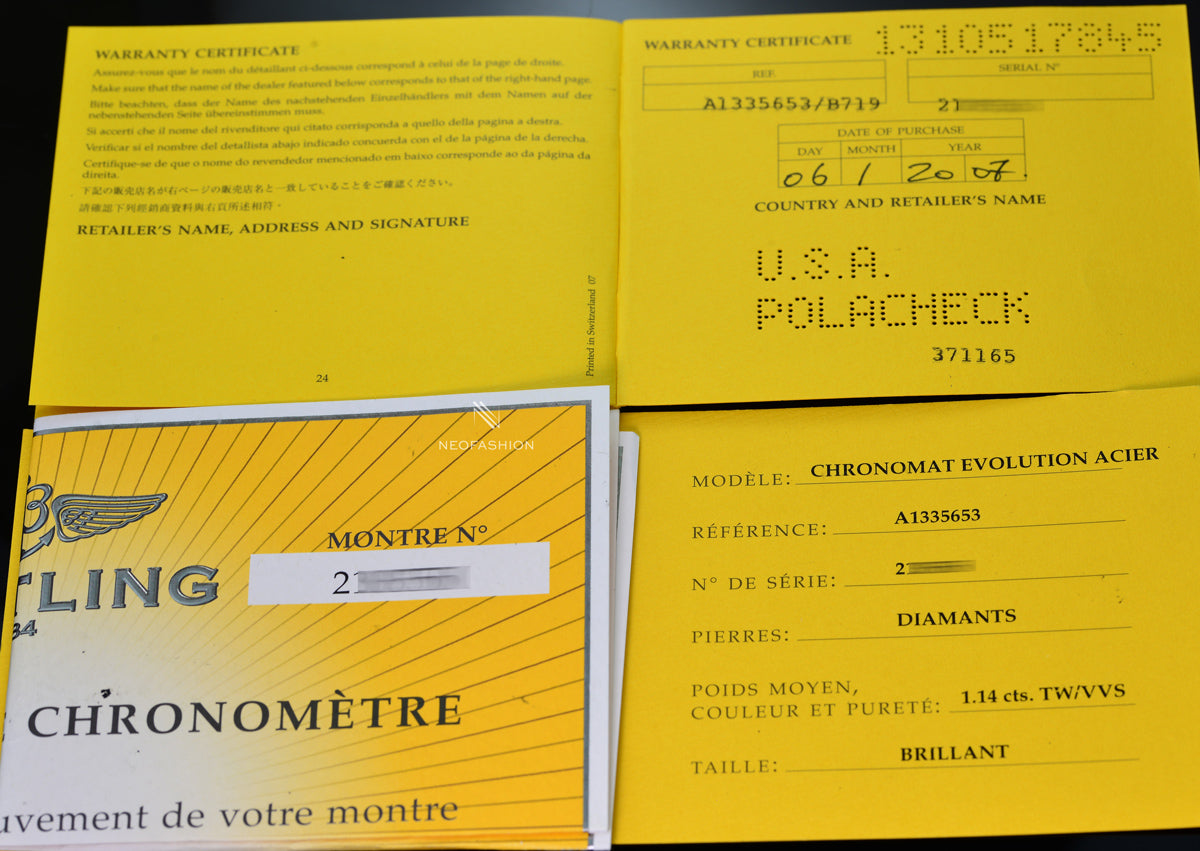 WARRANTY CERTIFICATE
Assurez-vous que le nom du détaillant ci-dessous correspond à celui de la page de droite.
Make sure that the name of the dealer featured below corresponds to that of the right-hand page.
Bitte beachten, dass der Name des nachstehenden Einzelhändlers mit dem Namen auf der
nebenstehenden Seite übereinstimmen muss.
Si accerti che il nome del rivenditore qui citato corrisponda a quello della pagina a destra.
Verificar si el nombre del detallista abajo indicado concuerda con el de la página de la derecha.
Certifique-se de que o nome do revendedor mencionado em baixo corresponde ao da página da
direita.
下記の販売店名が右ページの販売店名と一致していることをご確認ください。
請確認下列經銷商資料與右頁所述相符。
RETAILER'S NAME, ADDRESS AND SIGNATURE
Printed in Switzerland 07
24
WARRANTY CERTIFICATE 1310517845
REF. SERIAL N°
A1335653/B719 21
DATE OF PURCHASE
DAY MONTH YEAR
06 1 20 07.
COUNTRY AND RETAILER'S NAME
U.S.A.
POLACHECK
371165
NEOFASHION
MONTRE N°
2
TLING
84
CHRONOMÈTRE
uvement de votre montre
MODÈLE: CHRONOMAT EVOLUTION ACIER
RÉFÉRENCE: A1335653
N° DE SÉRIE: 2
PIERRES: DIAMANTS
POIDS MOYEN,
COULEUR ET PURETÉ: 1.14 cts. TW/VVS
TAILLE: BRILLANT